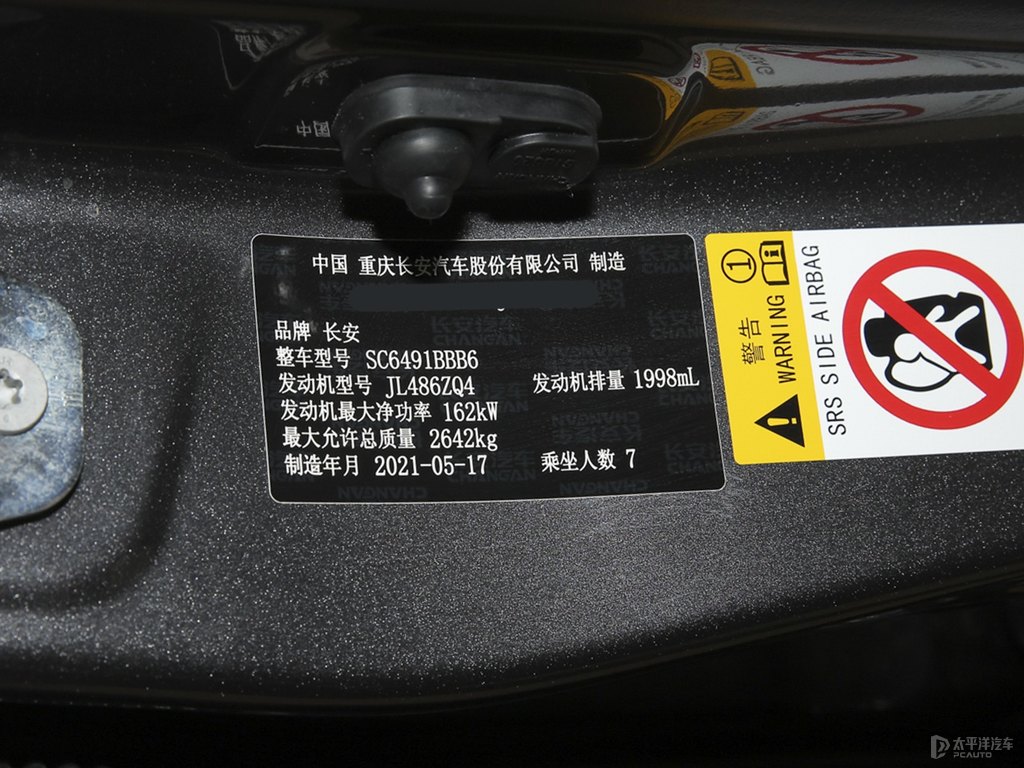 中国
中国 重庆长安汽车股份有限公司 制造
品牌 长安
整车型号 SC6491BBB6
发动机型号 JL486ZQ4 发动机排量 1998mL
发动机最大净功率 162kW
最大允许总质量 2642kg
制造年月 2021-05-17 乘坐人数 7
1
警告
WARNING
SRS SIDE AIRBAG
太平洋汽车
PCAUTO